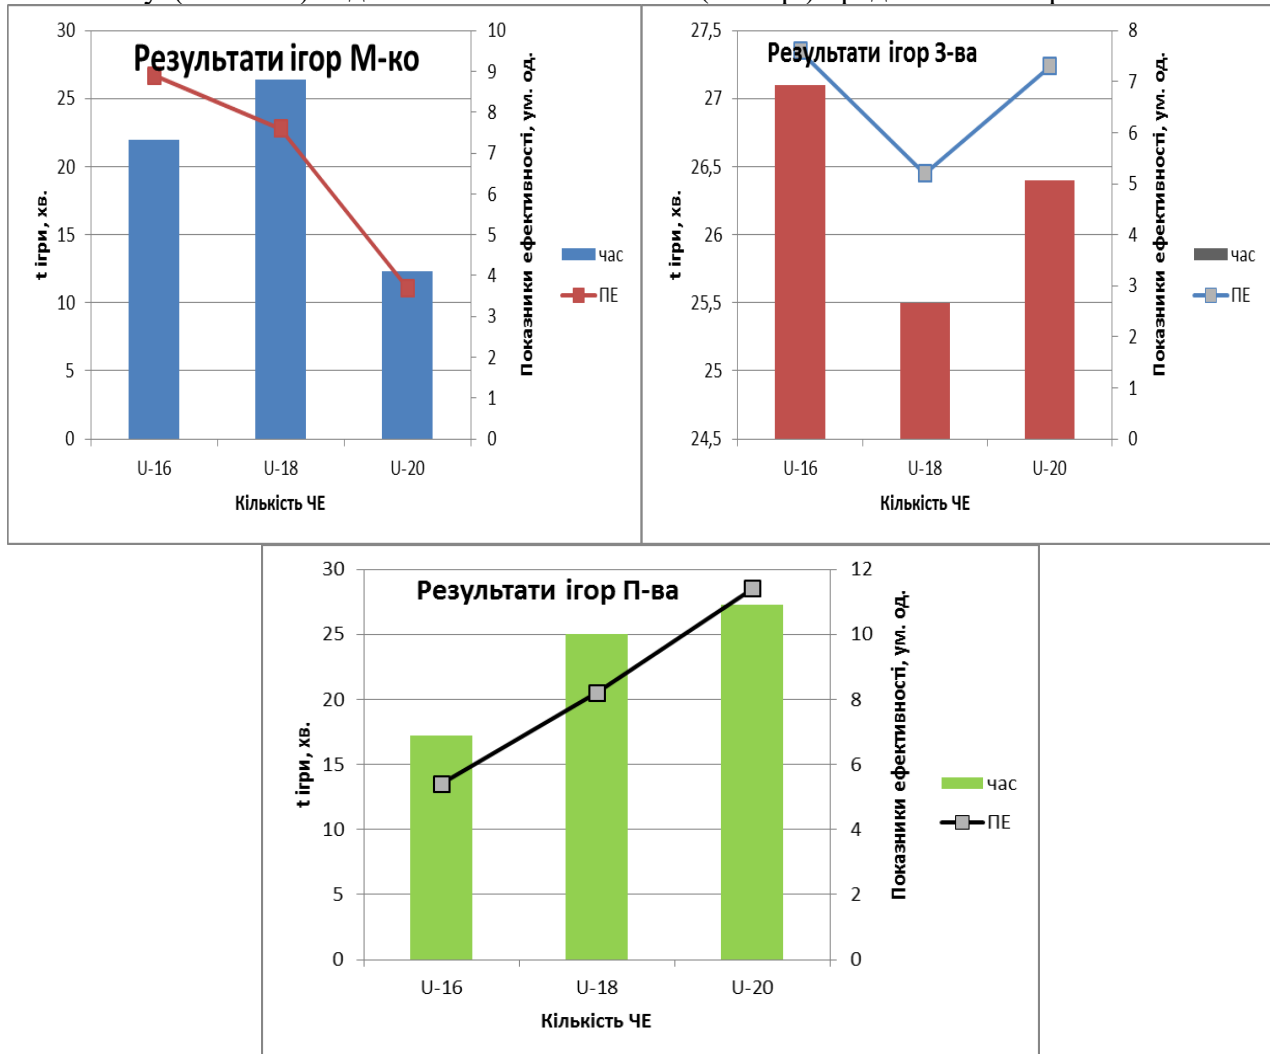 Результати ігор М-ко
30
25
20
15
10
5
0
t ігри, хв.
10
9
8
7
6
5
4
3
2
1
0
Показники ефективності, ум. од.
час
ПЕ
U-16 U-18 U-20
Кількість ЧЕ
Результати ігор З-ва
27,5
27
26,5
26
25,5
25
24,5
t ігри, хв.
8
7
6
5
4
3
2
1
0
Показники ефективності, ум. од.
час
ПЕ
U-16 U-18 U-20
Кількість ЧЕ
Результати ігор П-ва
30
25
20
15
10
5
0
t ігри, хв.
12
10
8
6
4
2
0
Показники ефективності, ум. од.
час
ПЕ
U-16 U-18 U-20
Кількість ЧЕ